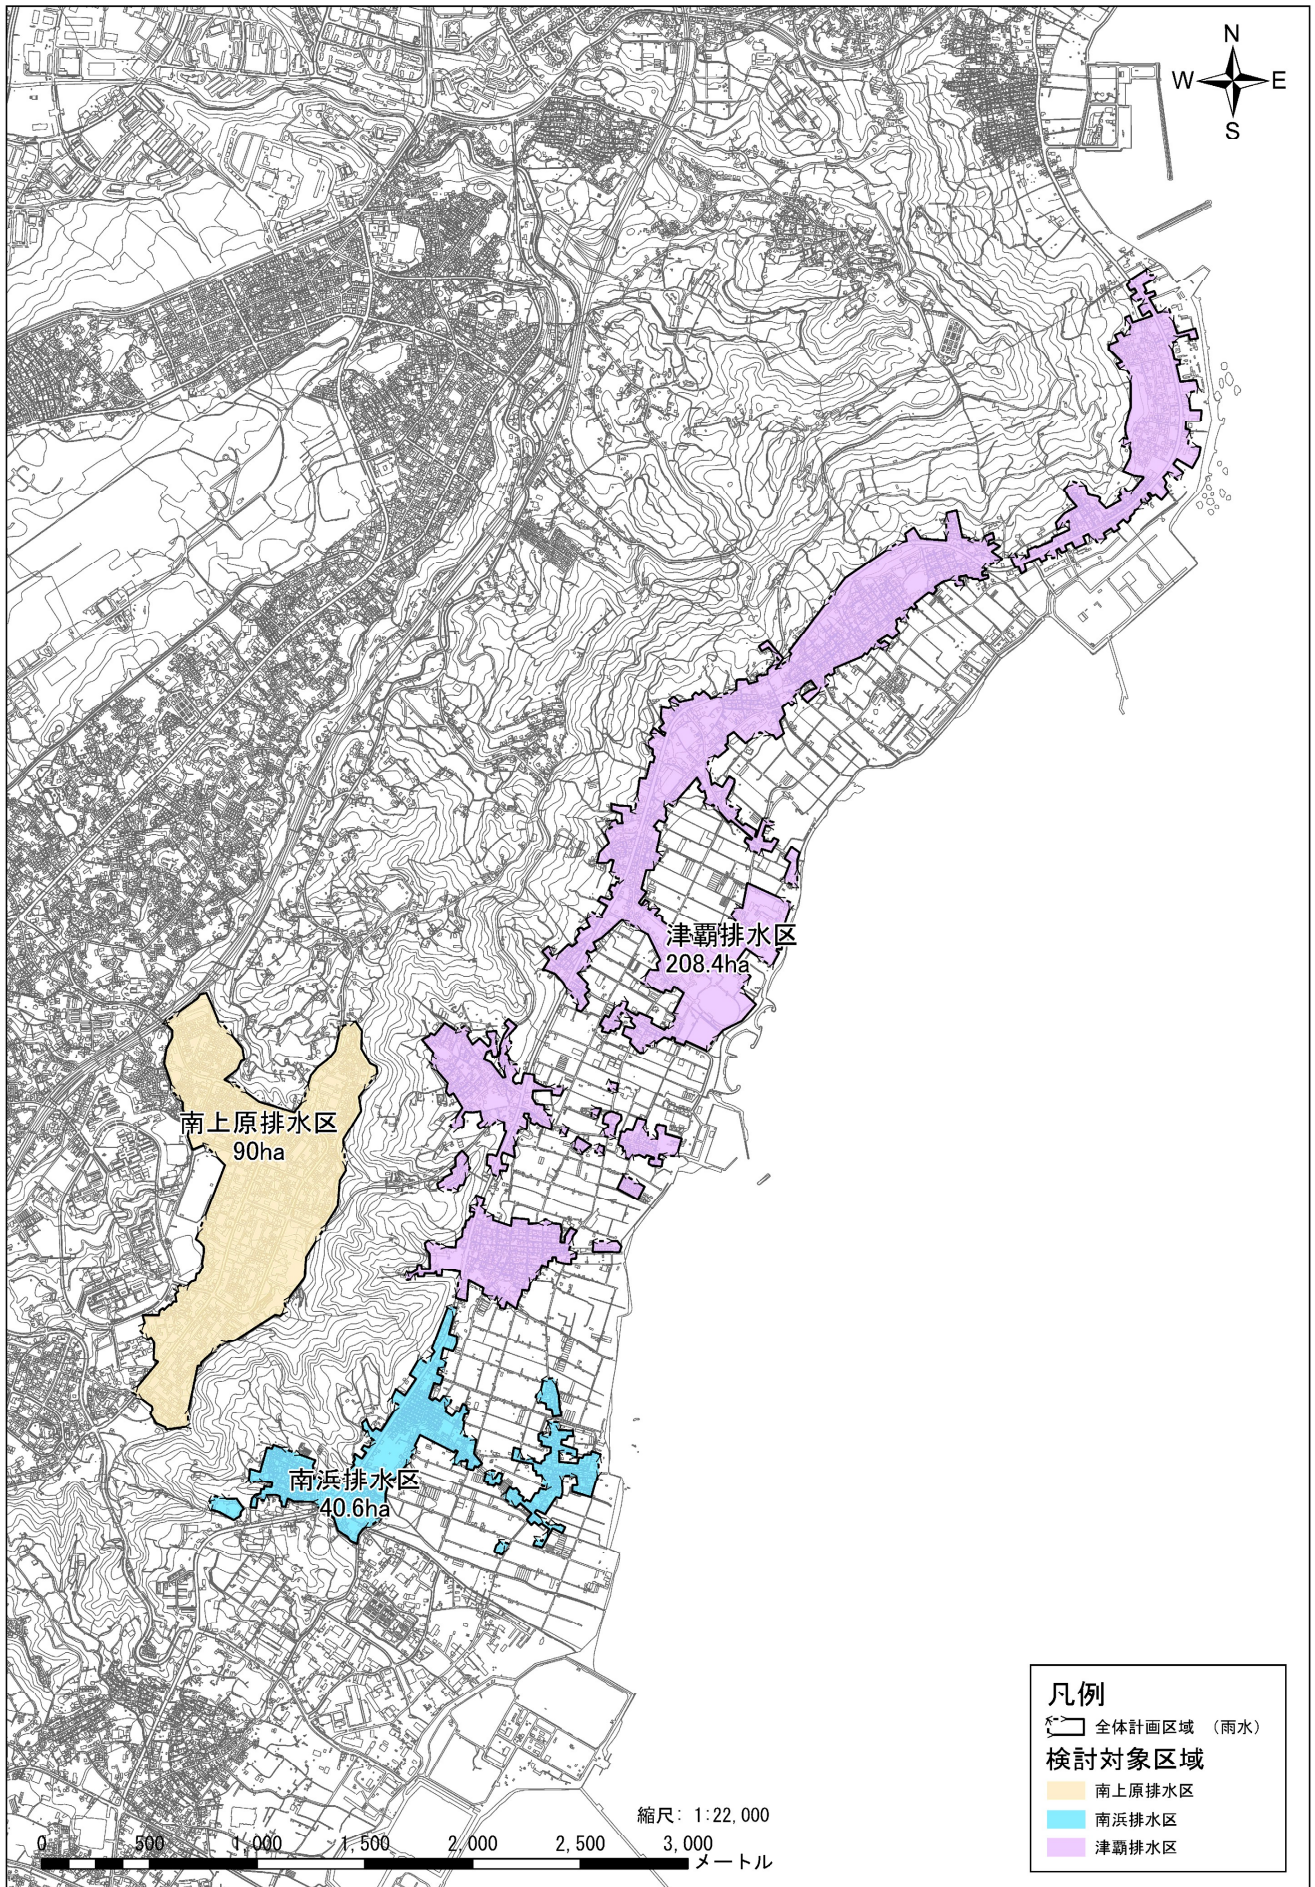 N
W E
S
津覇排水区
208.4ha
南上原排水区
90ha
南浜排水区
40.6ha
凡例
全体計画区域 （雨水）
検討対象区域
南上原排水区
南浜排水区
津覇排水区
縮尺: 1:22,000
0 500 1,000 1,500 2,000 2,500 3,000
メートル